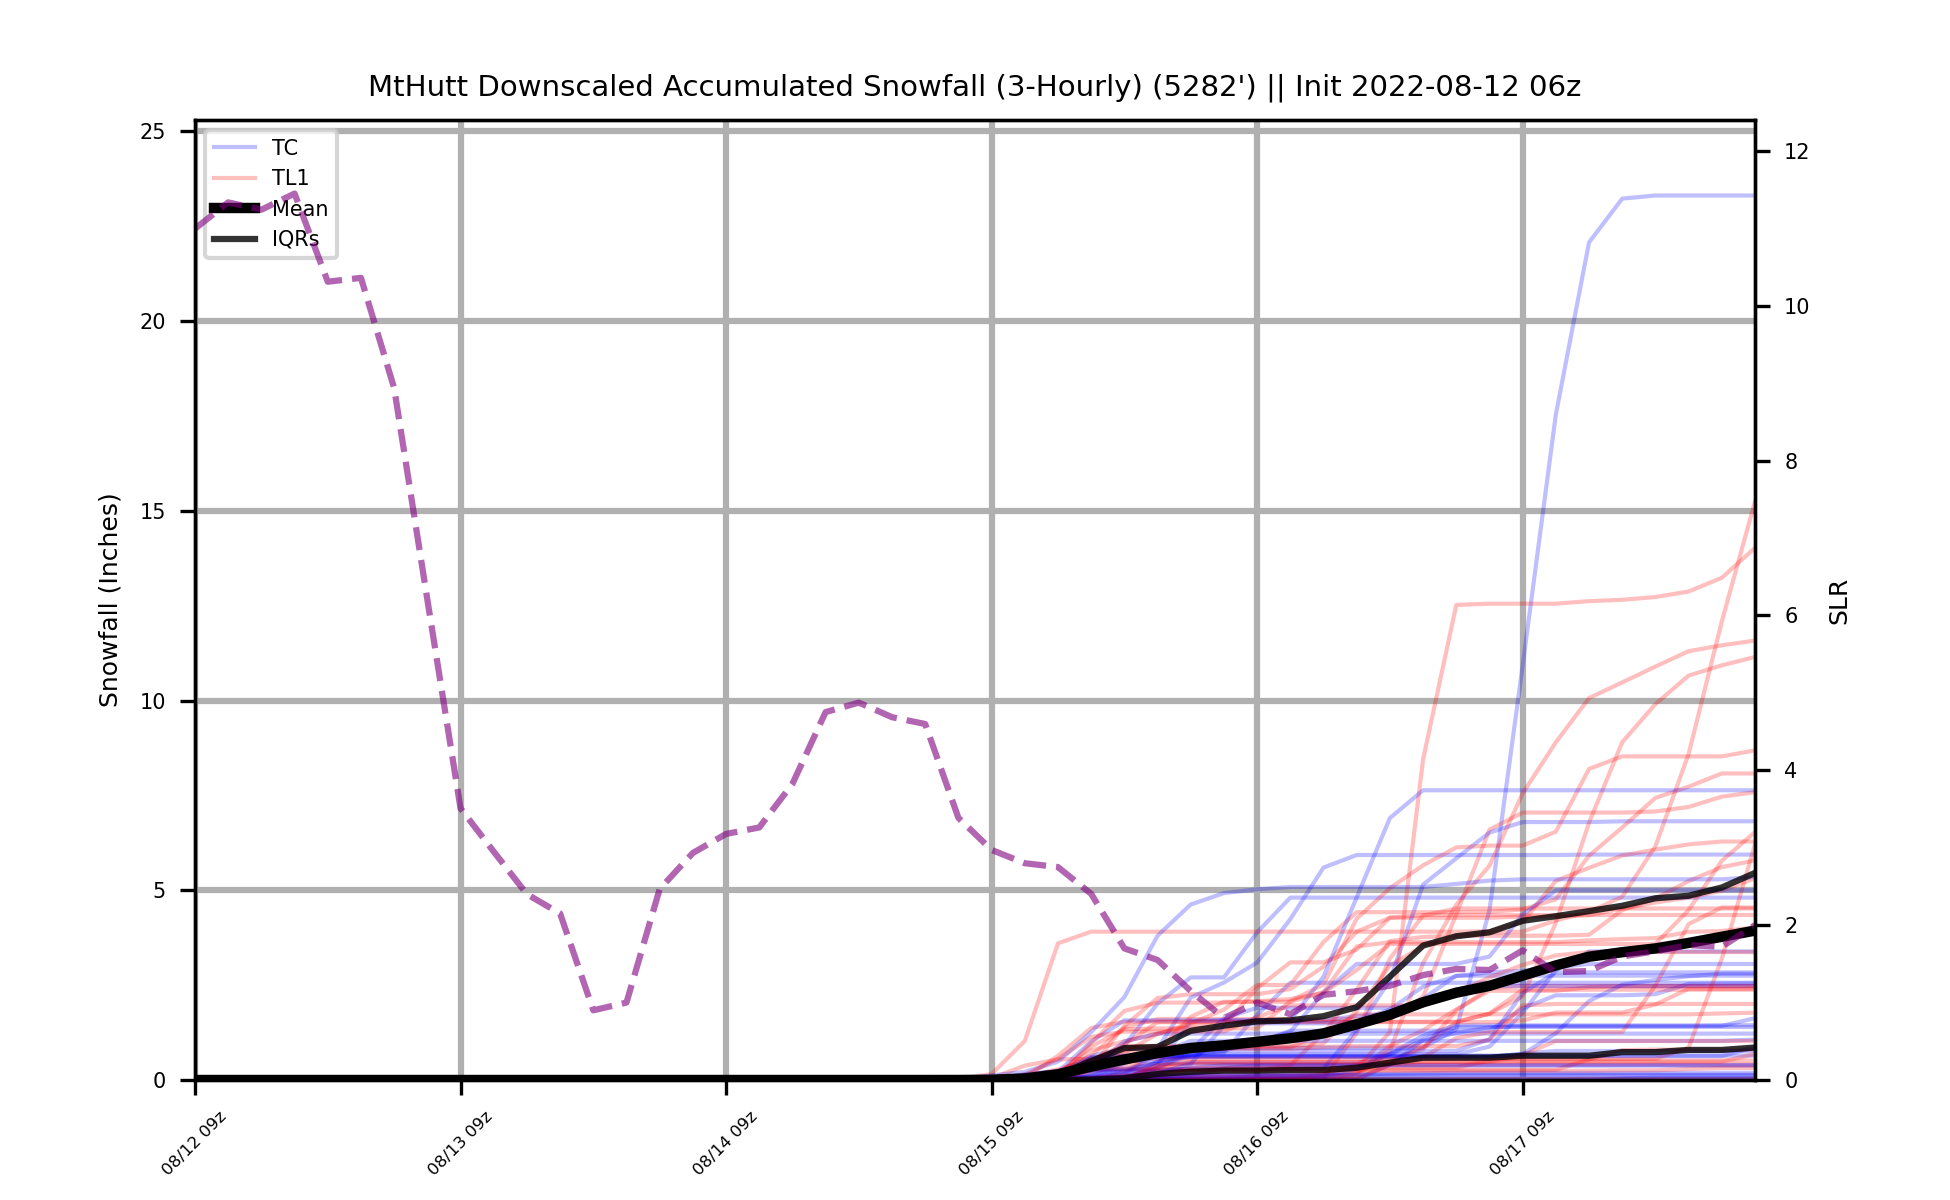 MtHutt Downscaled Accumulated Snowfall (3-Hourly) (5282') || Init 2022-08-12 06z
TC
TL1
Mean
IQRs
25
20
15
10
5
0
Snowfall (Inches)
12
10
8
6
4
2
0
SLR
08/12 09z
08/13 09z
08/14 09z
08/15 09z
08/16 09z
08/17 09z